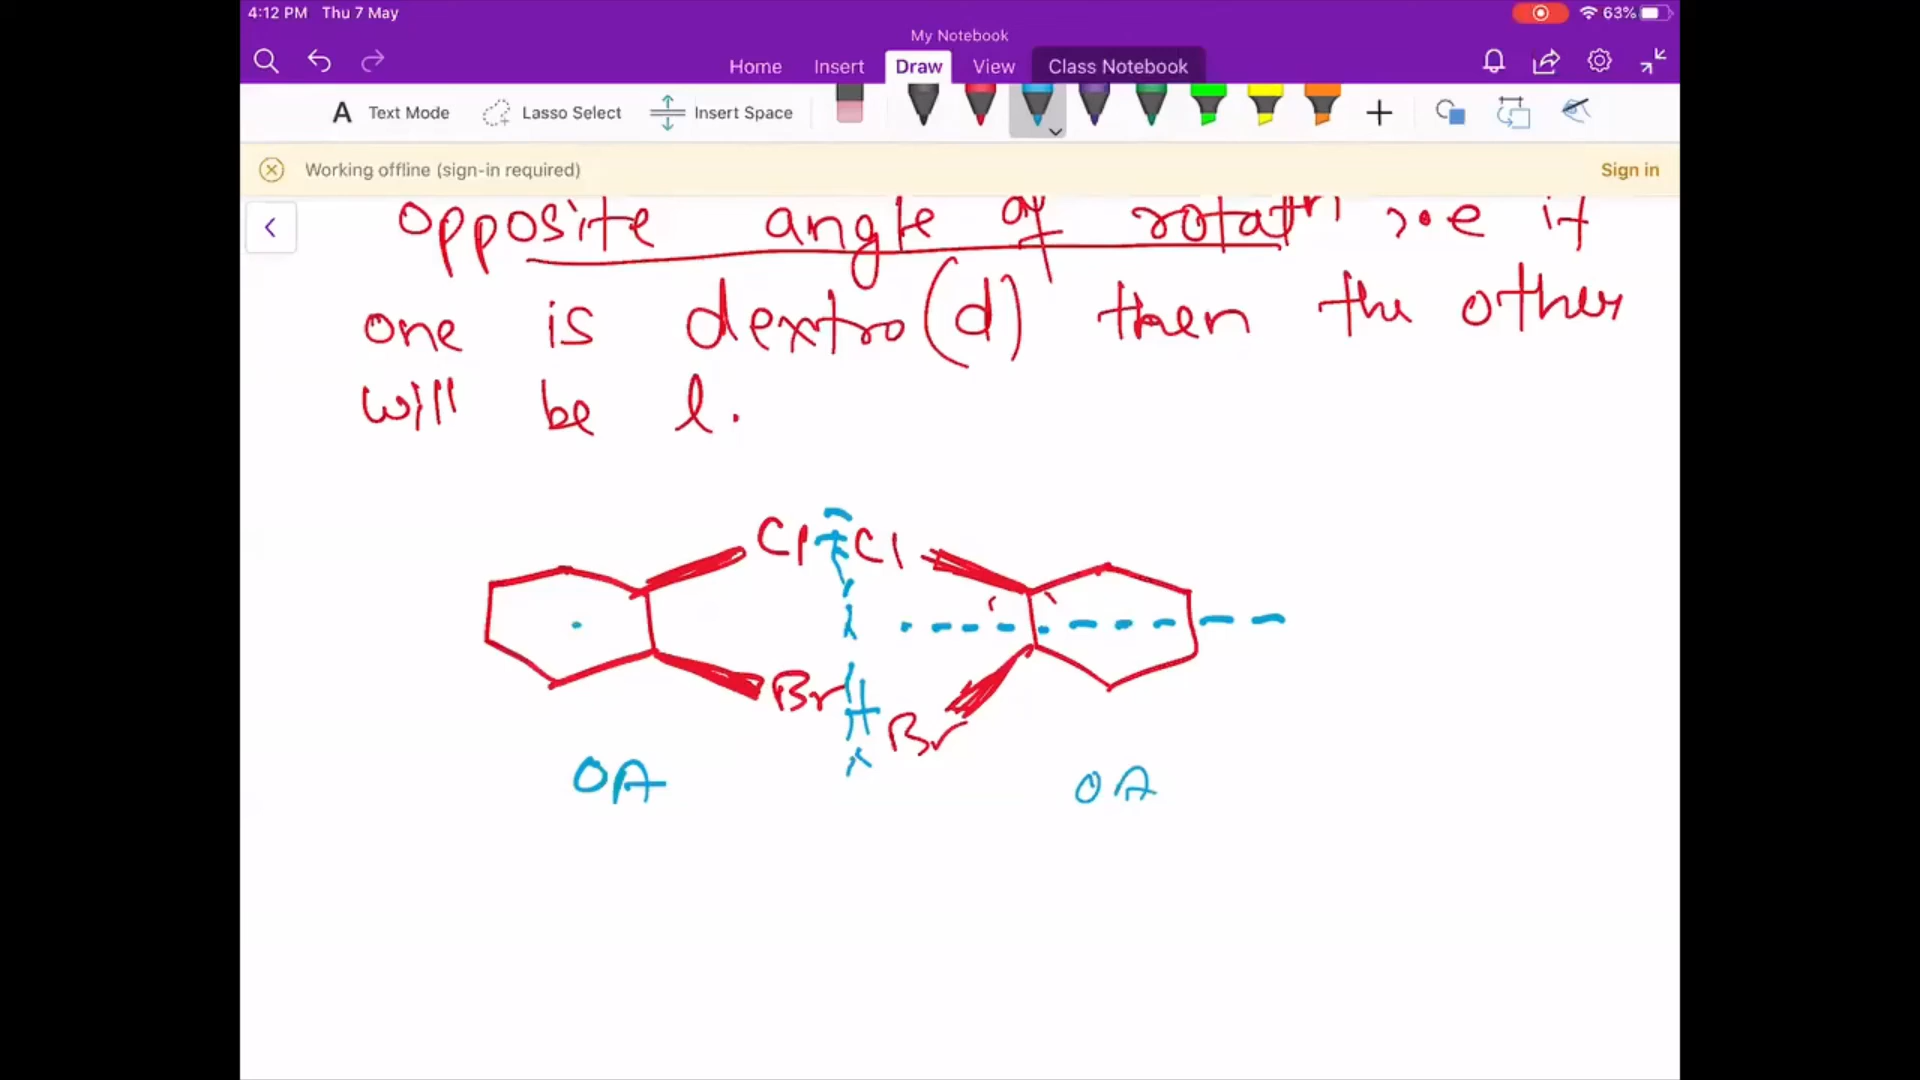 4:12 PM Thu 7 May
63%
My Notebook
Home Insert Draw View Class Notebook
A Text Mode Lasso Select Insert Space
Working offline (sign-in required) Sign in
opposite angle of rotatn i.e if
one is dextro (d) then the other
will be l.
Cl Cl
Br Br
OA OA